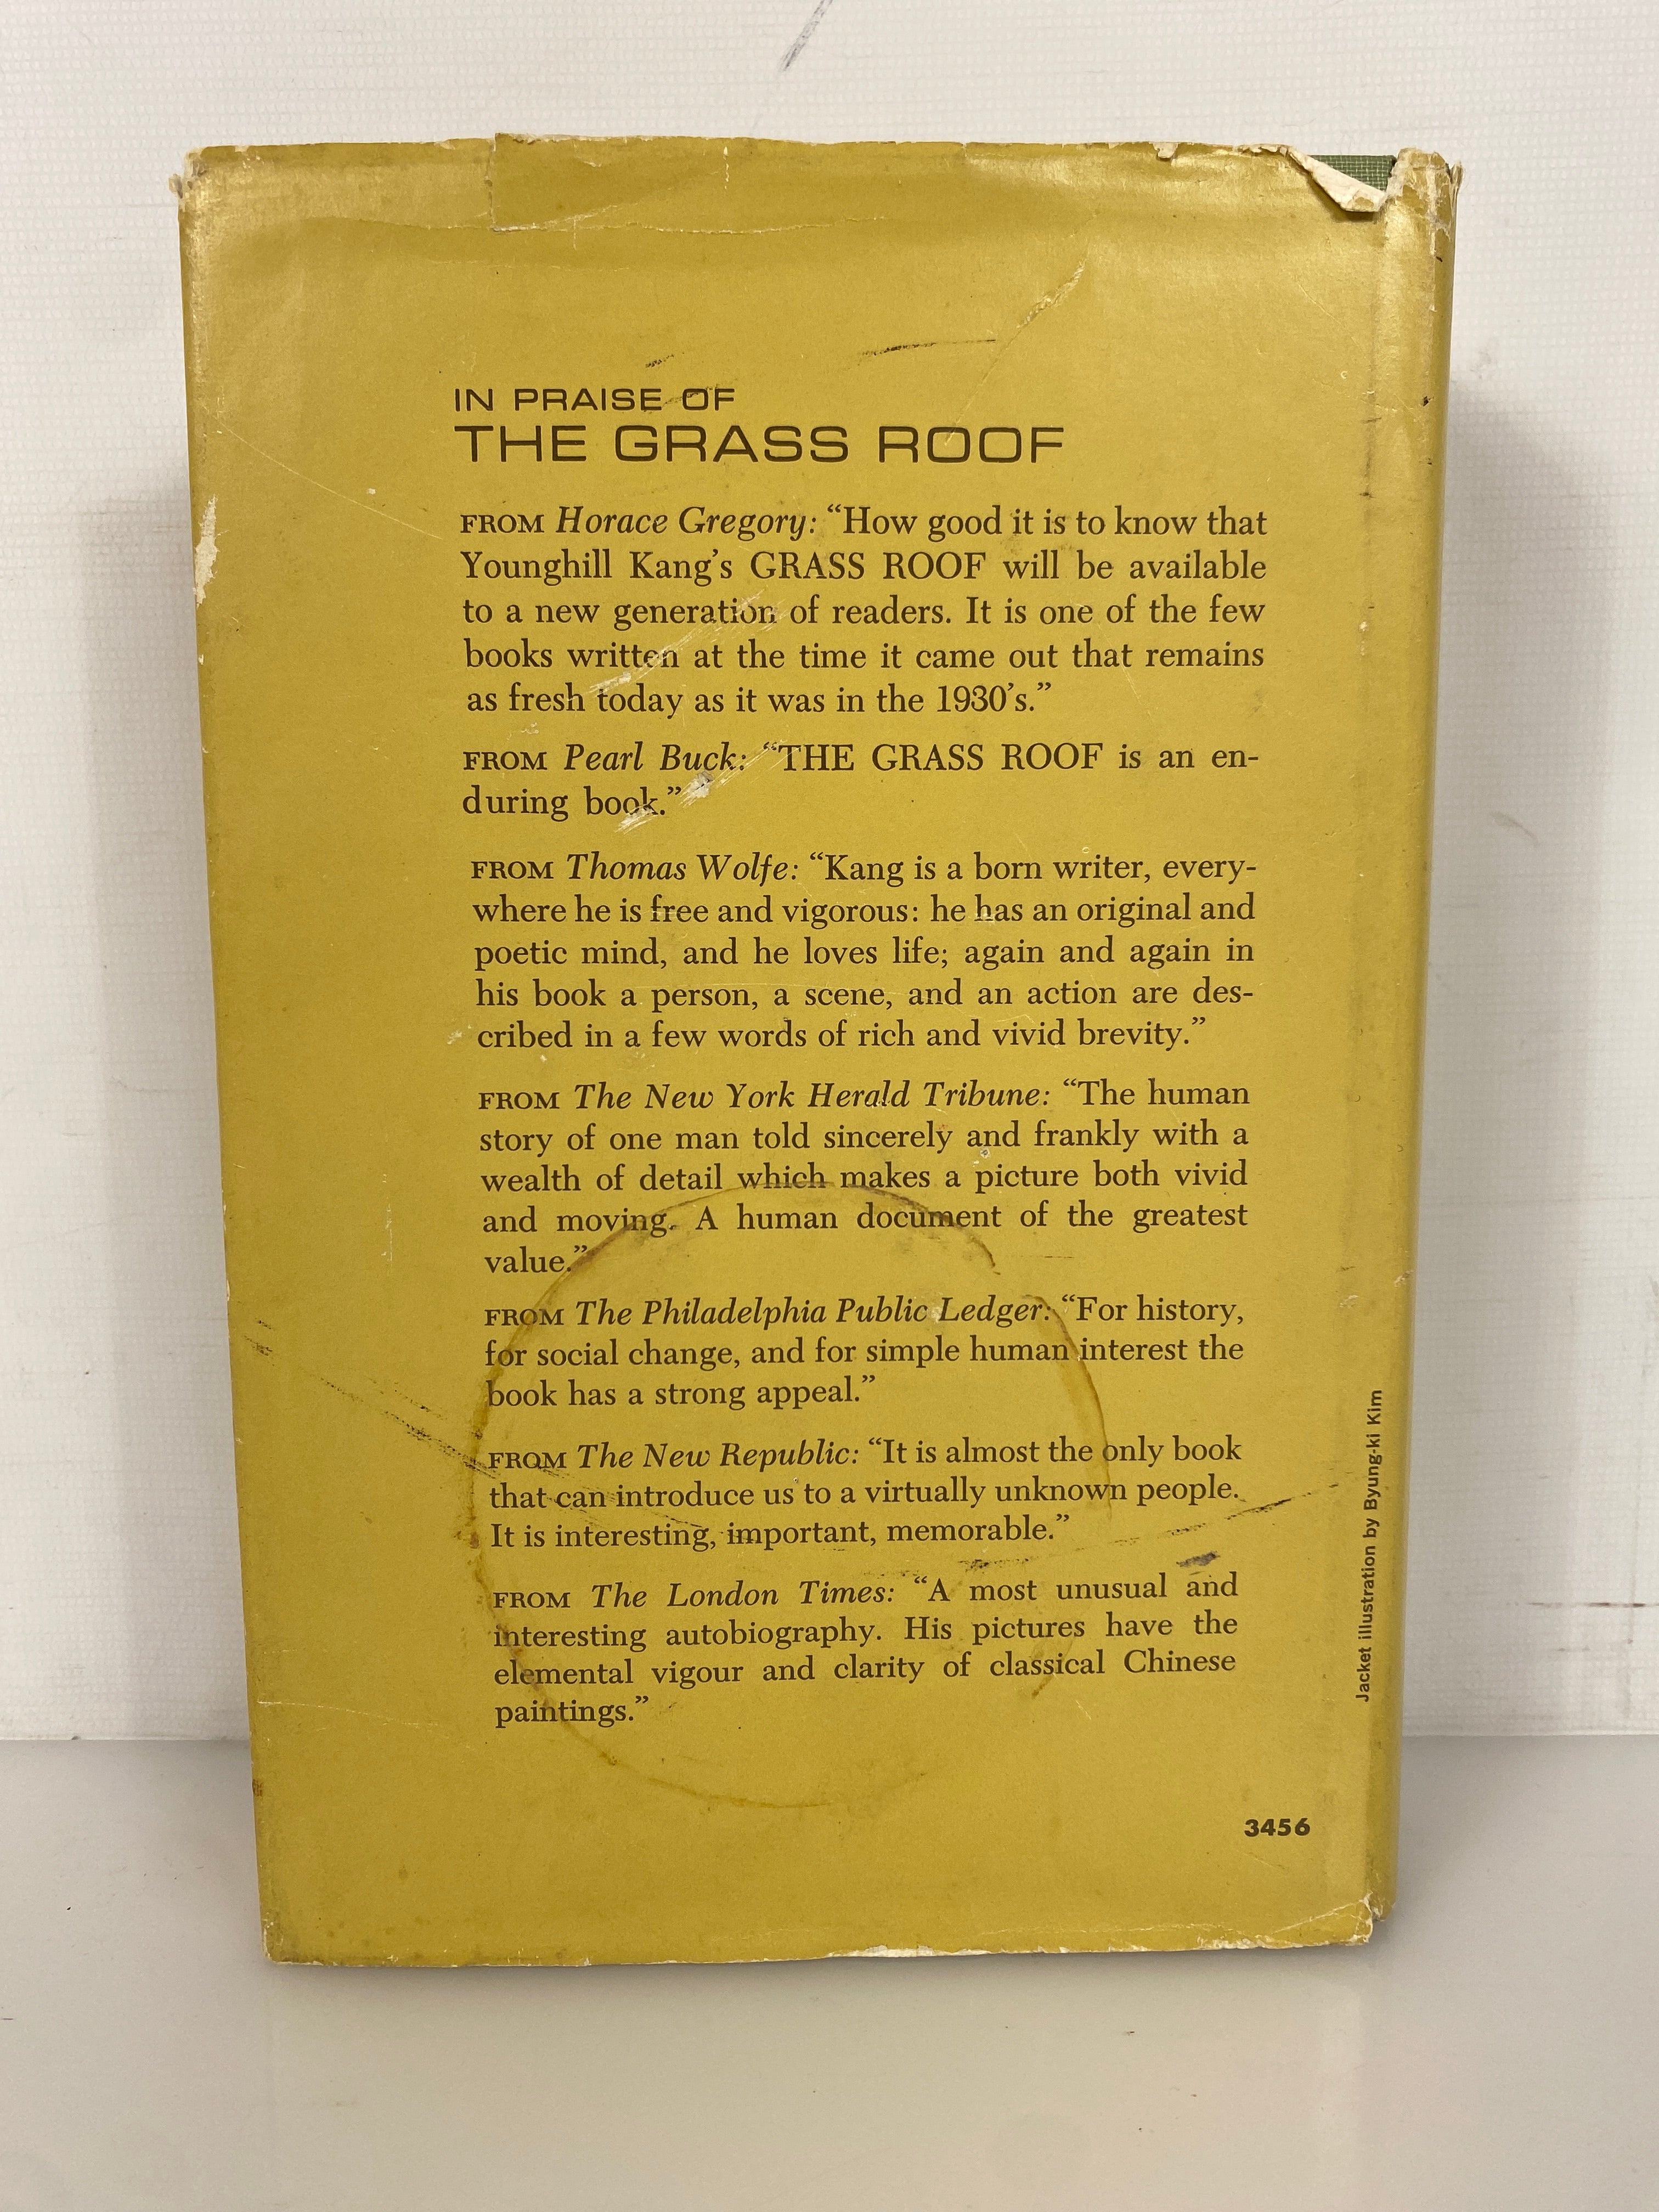 IN PRAISE OF
THE GRASS ROOF
FROM Horace Gregory: “How good it is to know that
Younghill Kang’s GRASS ROOF will be available
to a new generation of readers. It is one of the few
books written at the time it came out that remains
as fresh today as it was in the 1930’s.”
FROM Pearl Buck: “THE GRASS ROOF is an en-
during book.”
FROM Thomas Wolfe: “Kang is a born writer, every-
where he is free and vigorous: he has an original and
poetic mind, and he loves life; again and again in
his book a person, a scene, and an action are des-
cribed in a few words of rich and vivid brevity.”
FROM The New York Herald Tribune: “The human
story of one man told sincerely and frankly with a
wealth of detail which makes a picture both vivid
and moving. A human document of the greatest
value.”
FROM The Philadelphia Public Ledger: “For history,
for social change, and for simple human interest the
book has a strong appeal.”
FROM The New Republic: “It is almost the only book
that can introduce us to a virtually unknown people.
It is interesting, important, memorable.”
FROM The London Times: “A most unusual and
interesting autobiography. His pictures have the
elemental vigour and clarity of classical Chinese
paintings.”
Jacket illustration by Byung-ki Kim
3456